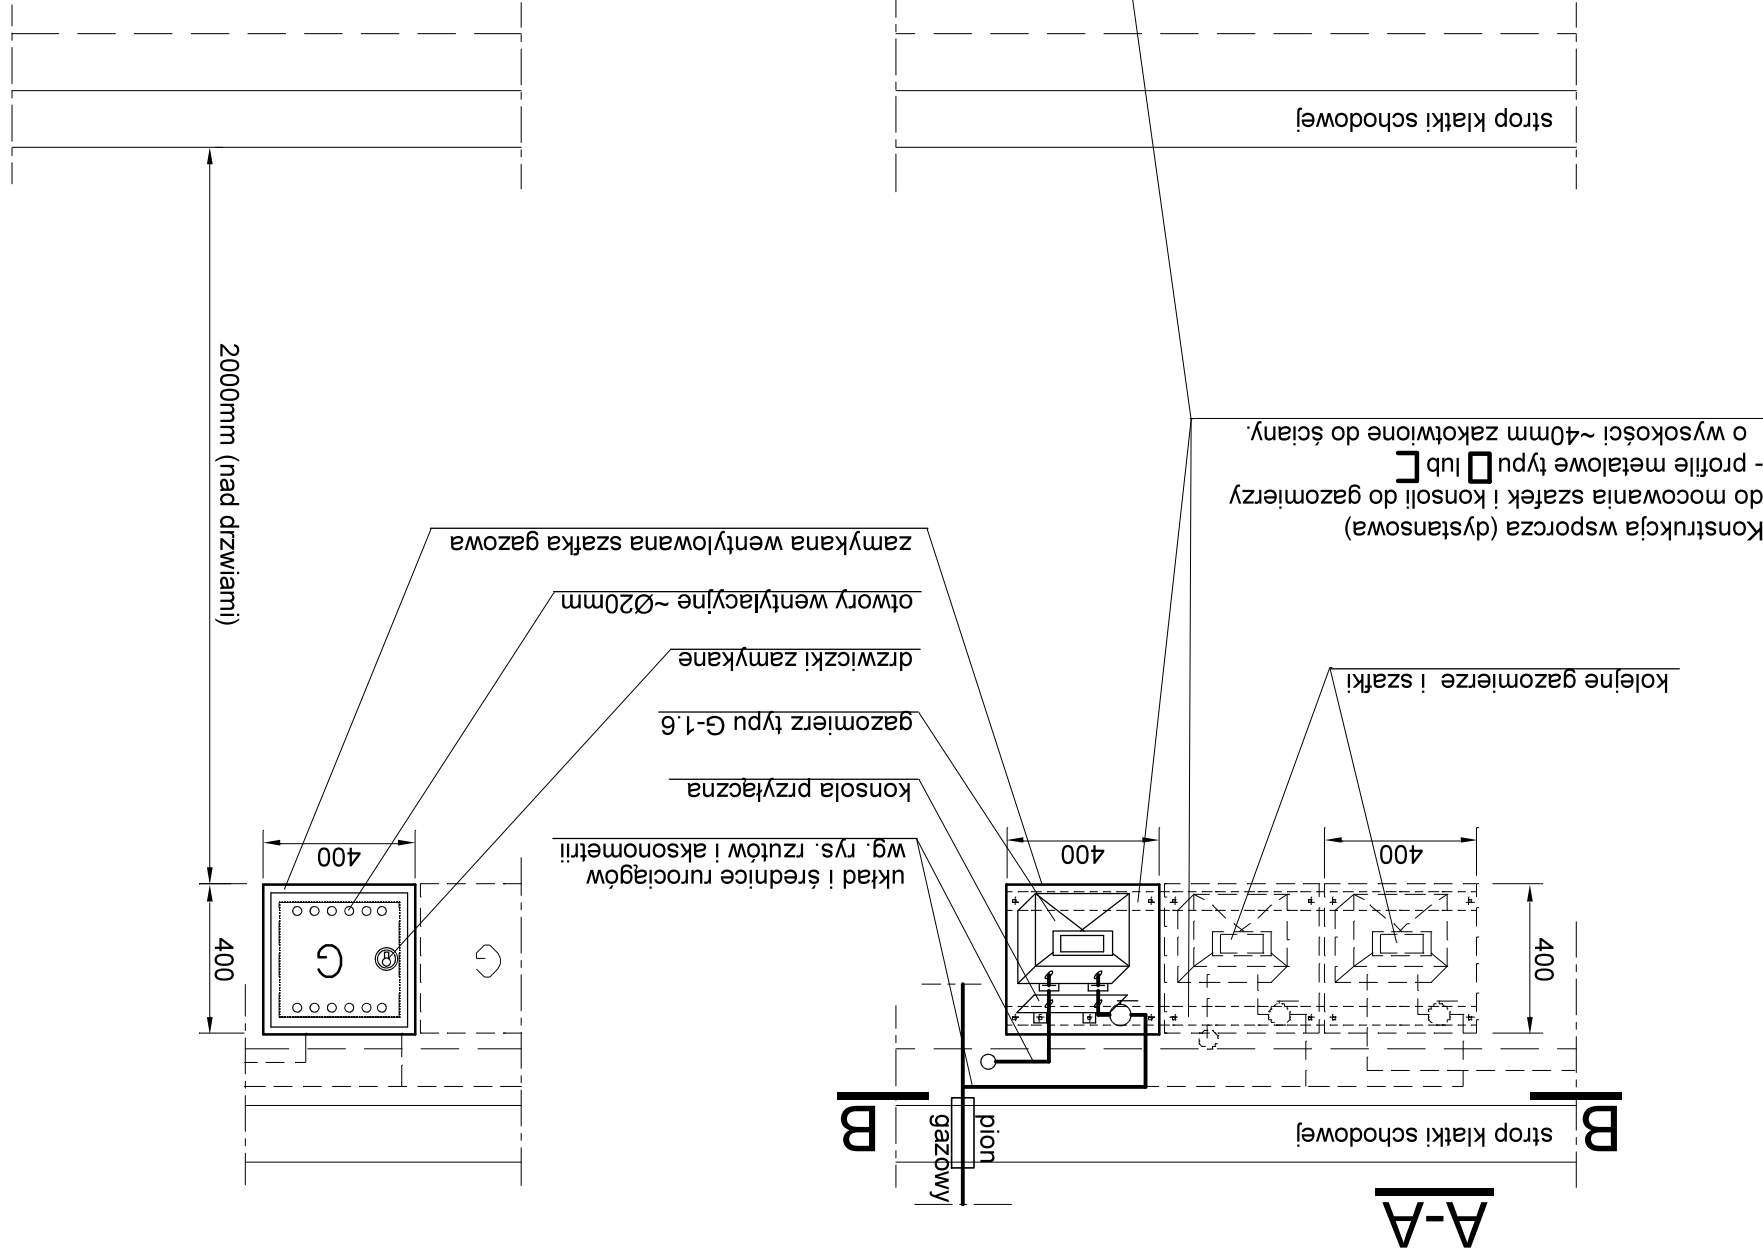 A-A
strop klatki schodowej
B
B
pion
gazowy
układ i średnice rurociągów
wg. rys. rzutów i aksonometrii
konsola przyłączna
gazomierz typu G-1.6
drzwiczki zamykane
otwory wentylacyjne ~Ø20mm
zamykana wentylowana szafka gazowa
kolejne gazomierze i szafki
Konstrukcja wsporcza (dystansowa)
do mocowania szafek i konsoli do gazomierzy
- profile metalowe typu lub
o wysokości ~40mm zakotwione do ściany.
400
400
400
400
400
G
G
2000mm (nad drzwiami)
strop klatki schodowej